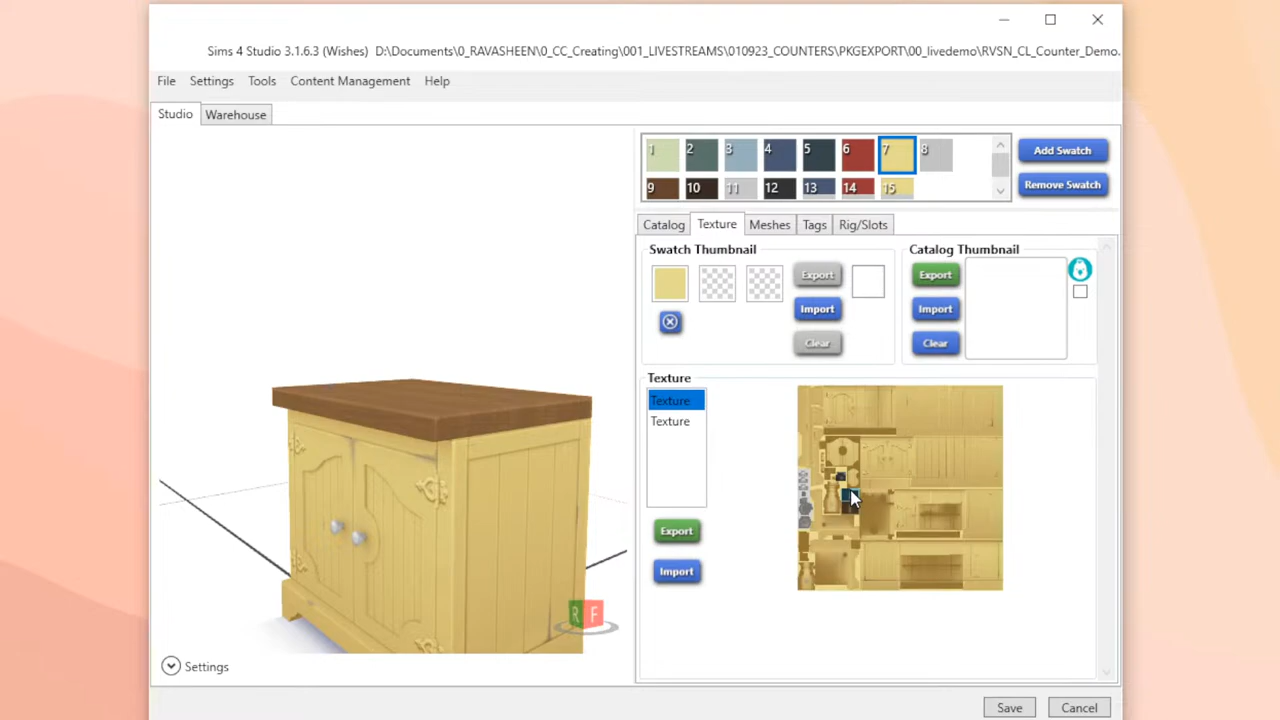 Sims 4 Studio 3.1.6.3 (Wishes) D:\Documents\0_RAVASHEEN\0_CC_Creating\001_LIVESTREAMS\010923_COUNTERS\PKGEXPORT\00_livedemo\RVSN_CL_Counter_Demo.
File Settings Tools Content Management Help
Studio Warehouse
1 2 3 4 5 6 7 8 Add Swatch
9 10 11 12 13 14 15 Remove Swatch
Catalog Texture Meshes Tags Rig/Slots
Swatch Thumbnail Catalog Thumbnail
Export Export
Import Import
Clear Clear
Texture
Texture
Texture
Export
Import
R F
Settings
Save Cancel